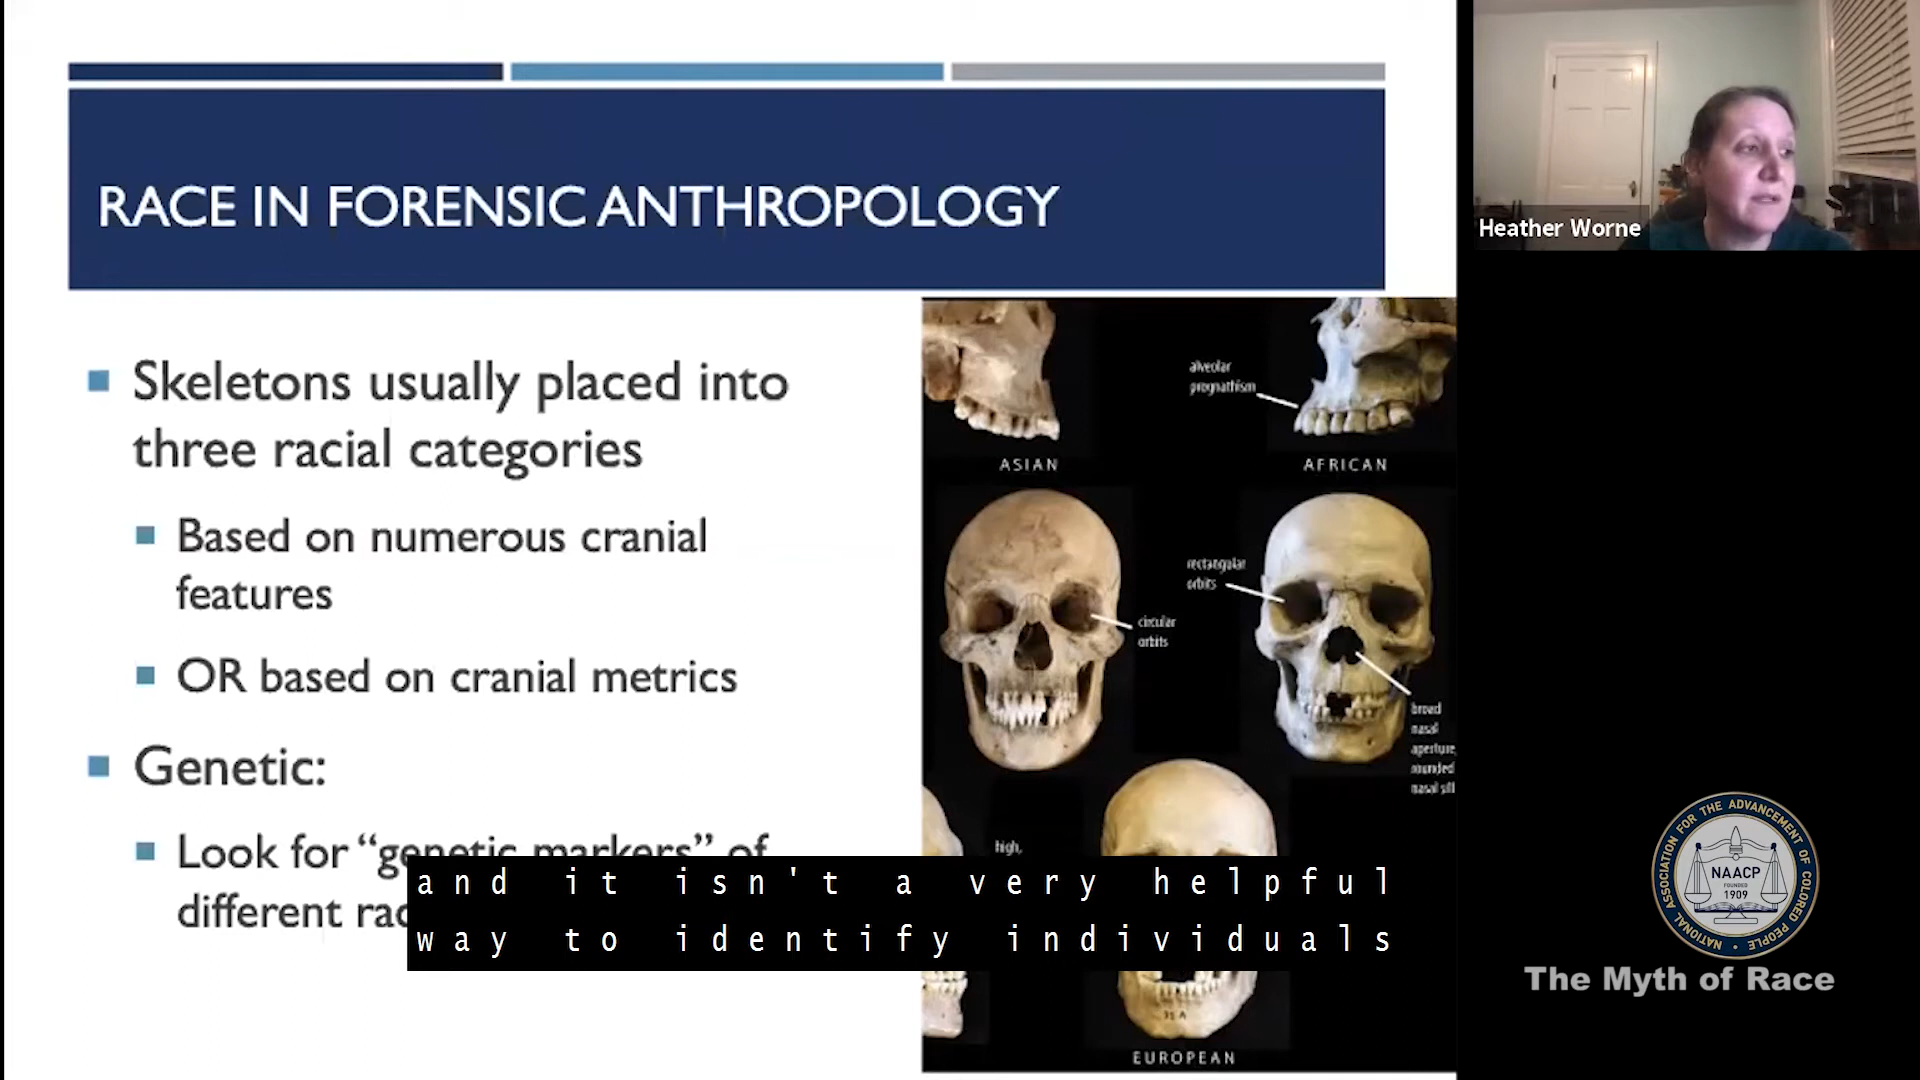 RACE IN FORENSIC ANTHROPOLOGY
Skeletons usually placed into
three racial categories
Based on numerous cranial
features
OR based on cranial metrics
Genetic:
Look for “genetic markers” of
different rac
alveolar
prognathism
ASIAN
AFRICAN
rectangular
orbits
circular
orbits
broad
nasal
aperture,
rounded
nasal sill
high,
EUROPEAN
and it isn't a very helpful
way to identify individuals
Heather Worne
NATIONAL ASSOCIATION FOR THE ADVANCEMENT OF COLORED PEOPLE
NAACP
FOUNDED
1909
The Myth of Race